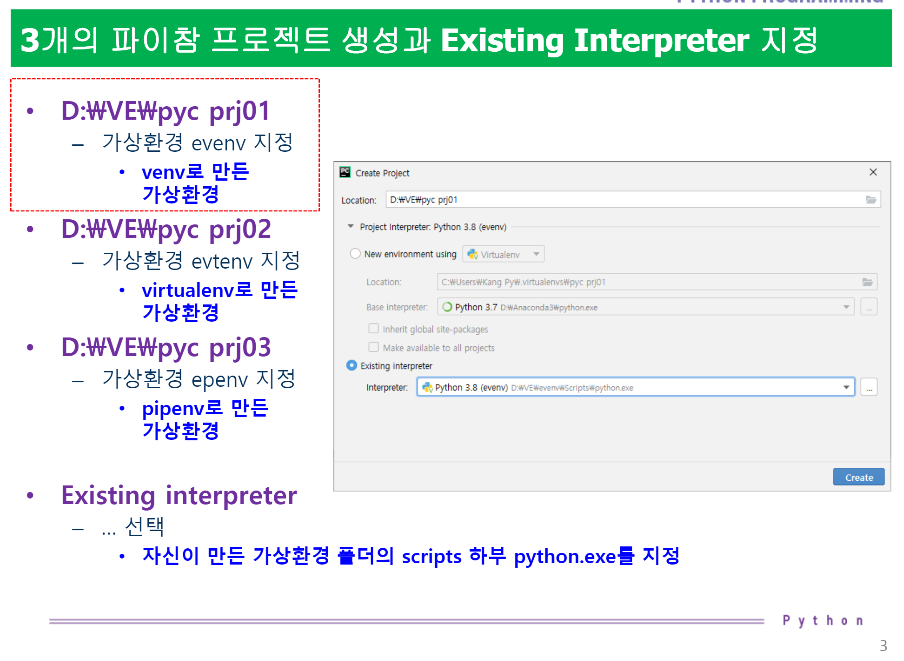 PYTHON PROGRAMMING
3개의 파이참 프로젝트 생성과 Existing Interpreter 지정
• D:₩VE₩pyc prj01
– 가상환경 evenv 지정
• venv로 만든
가상환경
• D:₩VE₩pyc prj02
– 가상환경 evtenv 지정
• virtualenv로 만든
가상환경
• D:₩VE₩pyc prj03
– 가상환경 epenv 지정
• pipenv로 만든
가상환경
• Existing interpreter
– ... 선택
• 자신이 만든 가상환경 폴더의 scripts 하부 python.exe를 지정
Create Project
Location: D:₩VE₩pyc prj01
Project Interpreter: Python 3.8 (evenv)
New environment using Virtualenv
Location: C:₩Users₩Kang Py₩.virtualenvs₩pyc prj01
Base interpreter: Python 3.7 D:₩Anaconda3₩python.exe ...
Inherit global site-packages
Make available to all projects
Existing interpreter
Interpreter: Python 3.8 (evenv) D:₩VE₩evenv₩Scripts₩python.exe ...
Create
Python
3